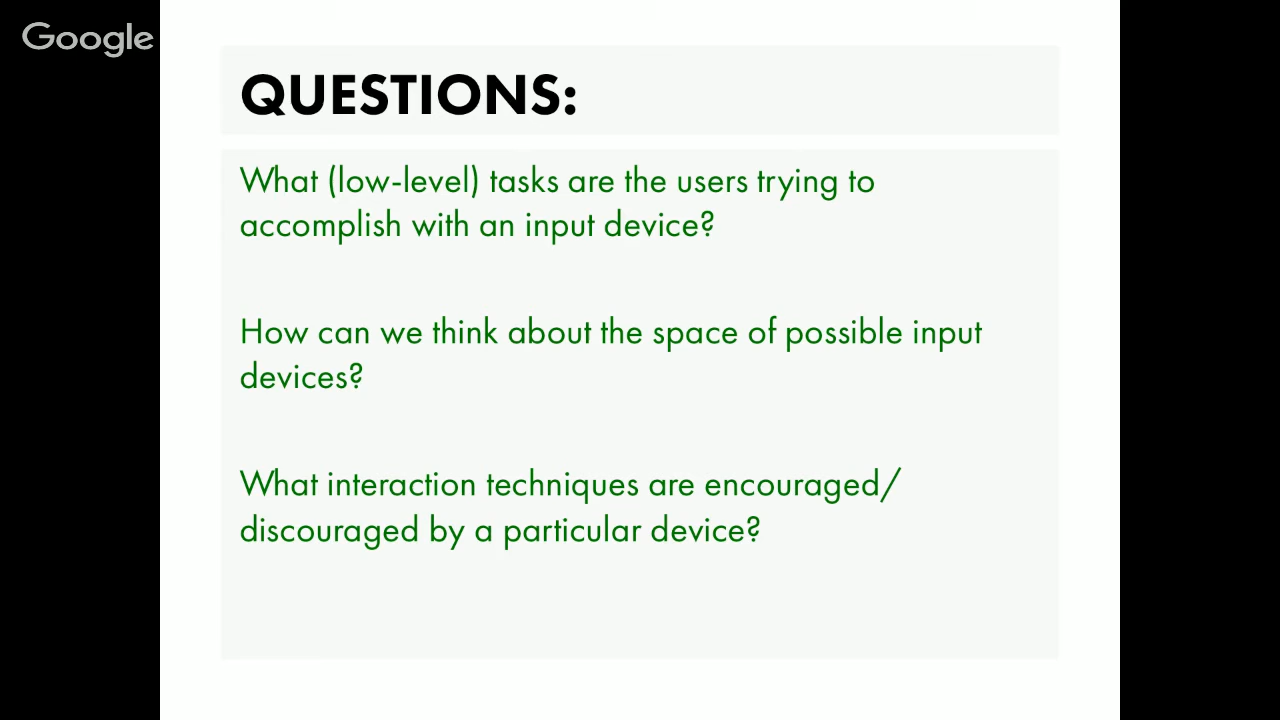 Google
QUESTIONS:
What (low-level) tasks are the users trying to
accomplish with an input device?
How can we think about the space of possible input
devices?
What interaction techniques are encouraged/
discouraged by a particular device?